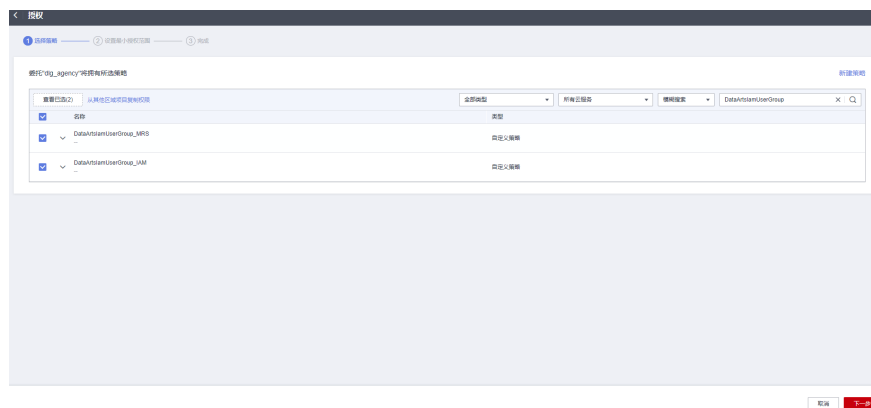 授权
1 选择策略 2 设置最小授权范围 3 完成
委托"dlg_agency"将拥有所选策略 新建策略
查看已选(2) 从其他区域项目复制权限 全部类型 所有云服务 模糊搜索 DataArtsIamUserGroup
名称 类型
DataArtsIamUserGroup_MRS 自定义策略
--
DataArtsIamUserGroup_IAM 自定义策略
--
取消 下一步